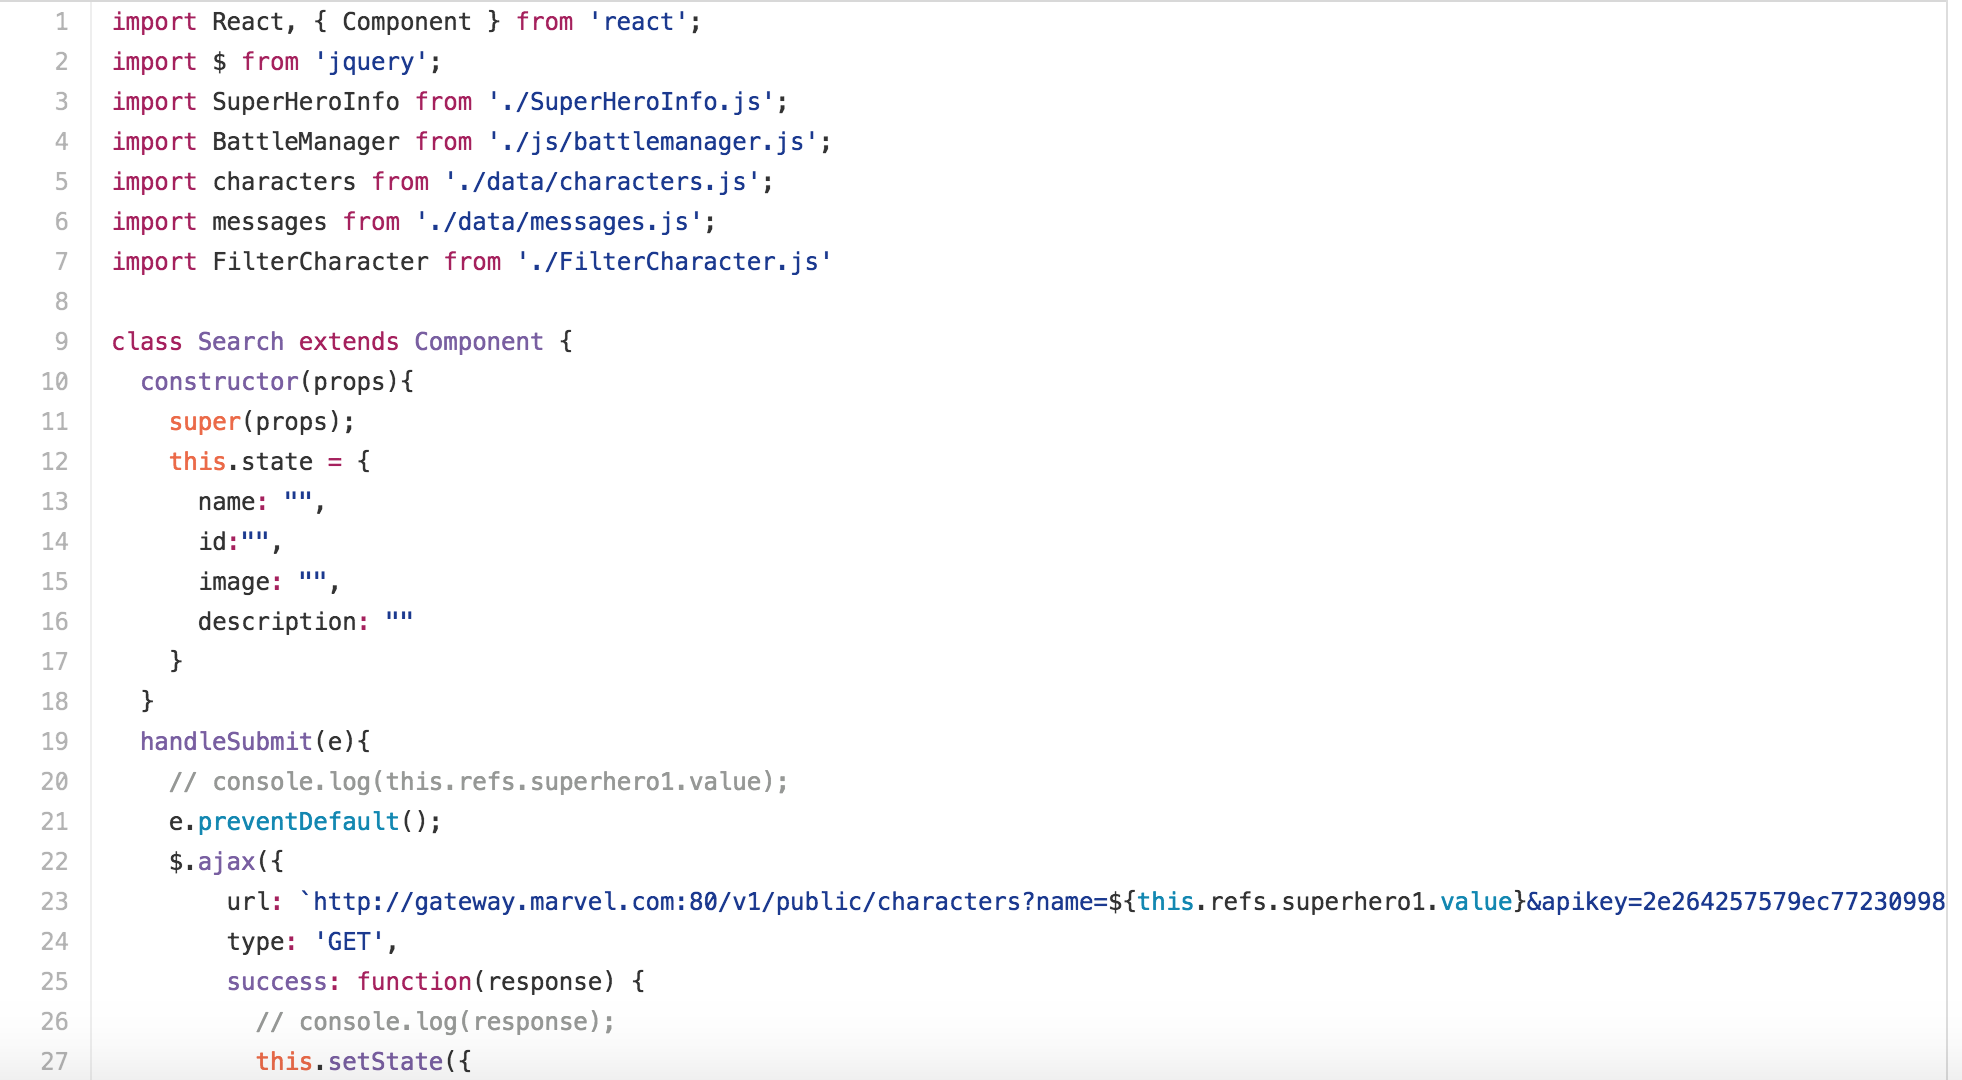 1 import React, { Component } from 'react';
2 import $ from 'jquery';
3 import SuperHeroInfo from './SuperHeroInfo.js';
4 import BattleManager from './js/battlemanager.js';
5 import characters from './data/characters.js';
6 import messages from './data/messages.js';
7 import FilterCharacter from './FilterCharacter.js'
8
9 class Search extends Component {
10   constructor(props){
11     super(props);
12     this.state = {
13       name: "",
14       id:"",
15       image: "",
16       description: ""
17     }
18   }
19   handleSubmit(e){
20     // console.log(this.refs.superhero1.value);
21     e.preventDefault();
22     $.ajax({
23         url: `http://gateway.marvel.com:80/v1/public/characters?name=${this.refs.superhero1.value}&apikey=2e264257579ec77230998
24         type: 'GET',
25         success: function(response) {
26           // console.log(response);
27           this.setState({